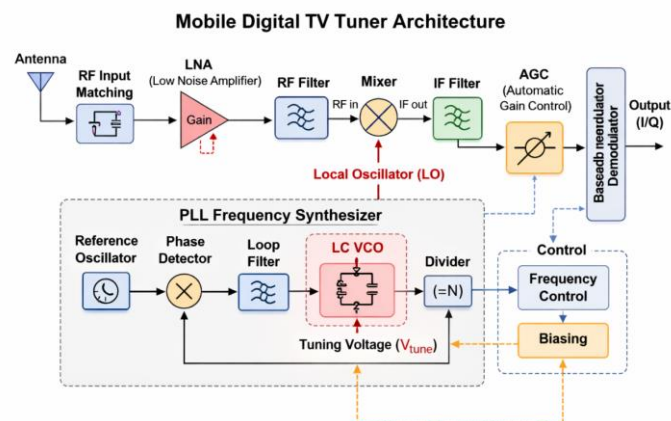 Mobile Digital TV Tuner Architecture
Antenna
RF Input
Matching
LNA
(Low Noise Amplifier)
Gain
RF Filter
RF in
Mixer
IF out
IF Filter
AGC
(Automatic
Gain Control)
Baseadb neenduator
Demodulator
Output
(I/Q)
Local Oscillator (LO)
PLL Frequency Synthesizer
Reference
Oscillator
Phase
Detector
Loop
Filter
LC VCO
Divider
(=N)
Tuning Voltage (Vtune)
Control
Frequency
Control
Biasing